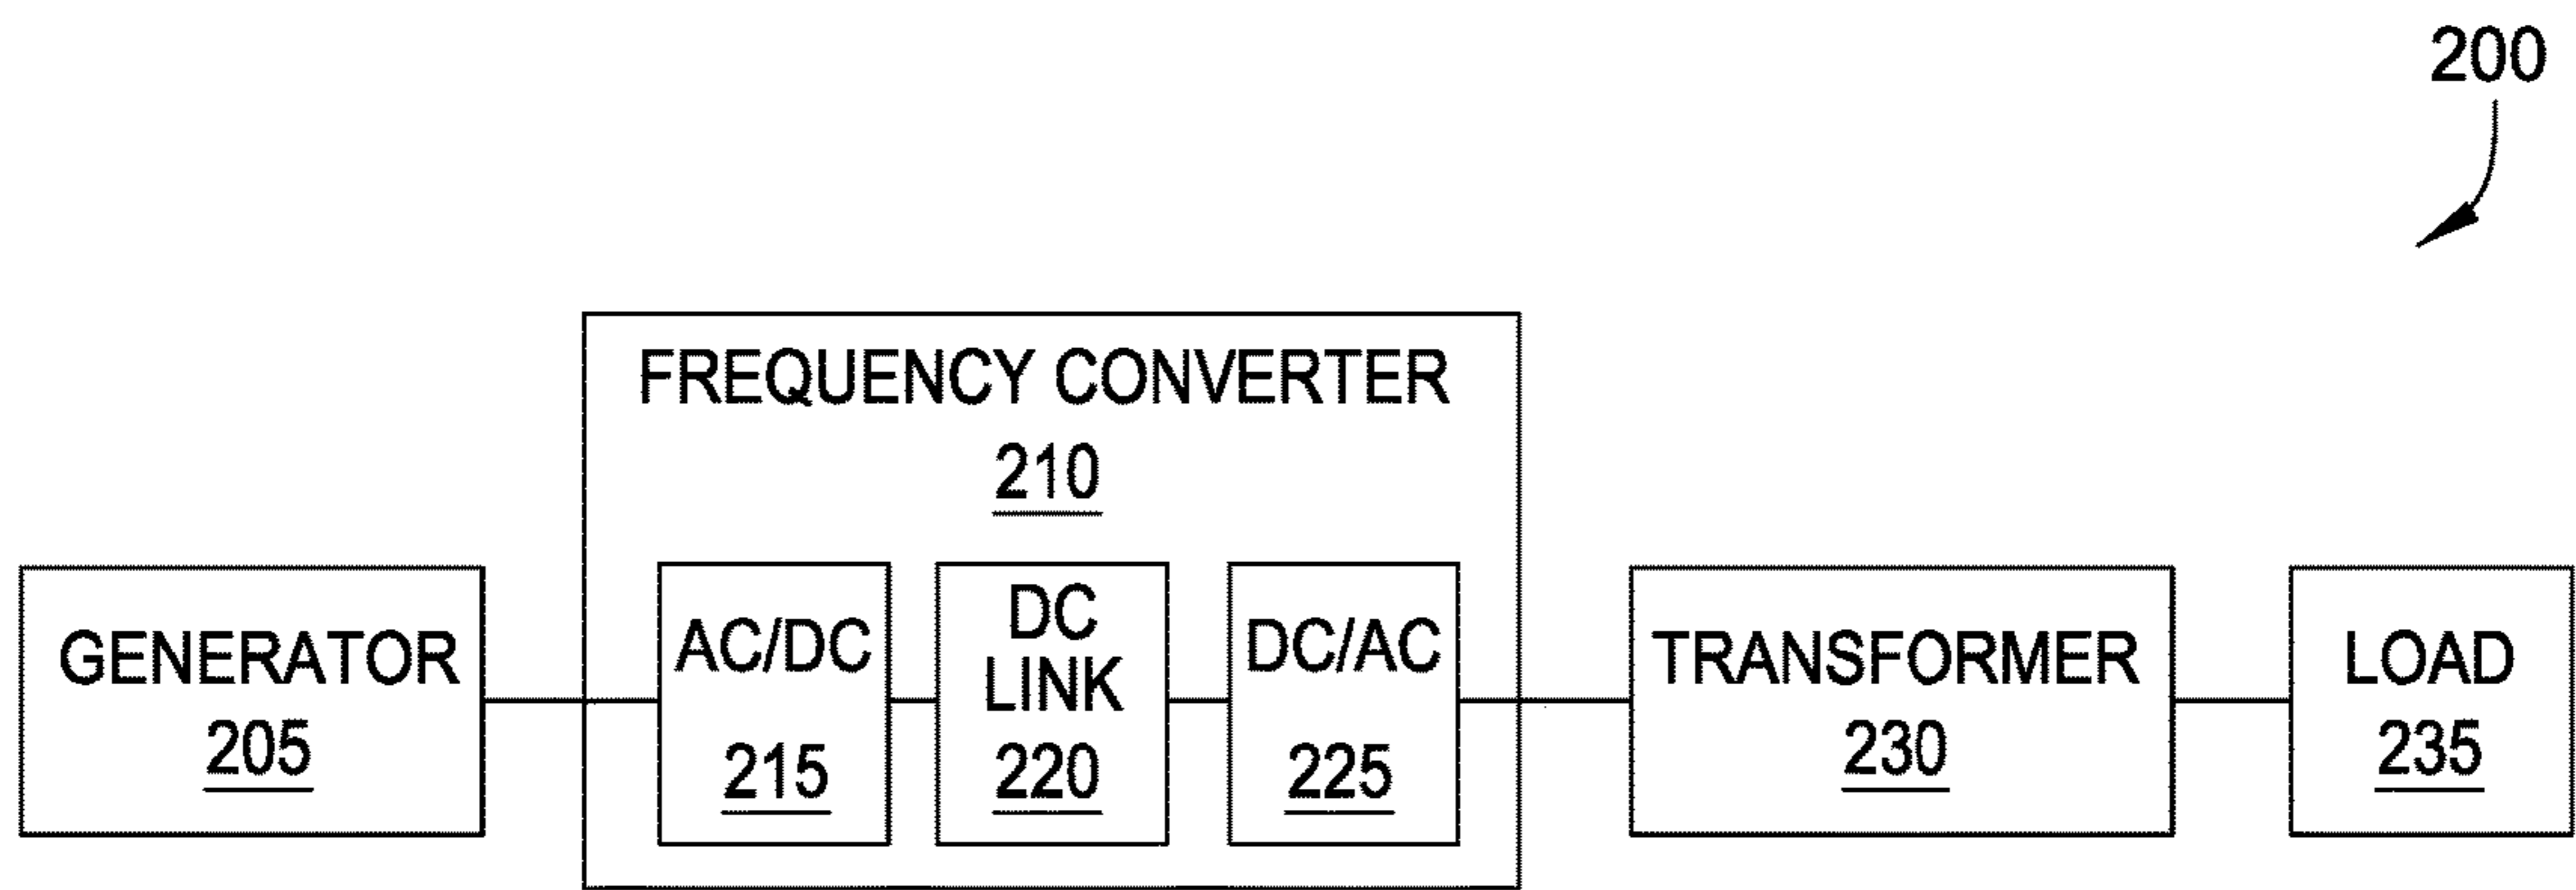 200
FREQUENCY CONVERTER
210
GENERATOR
205
AC/DC
215
DC
LINK
220
DC/AC
225
TRANSFORMER
230
LOAD
235